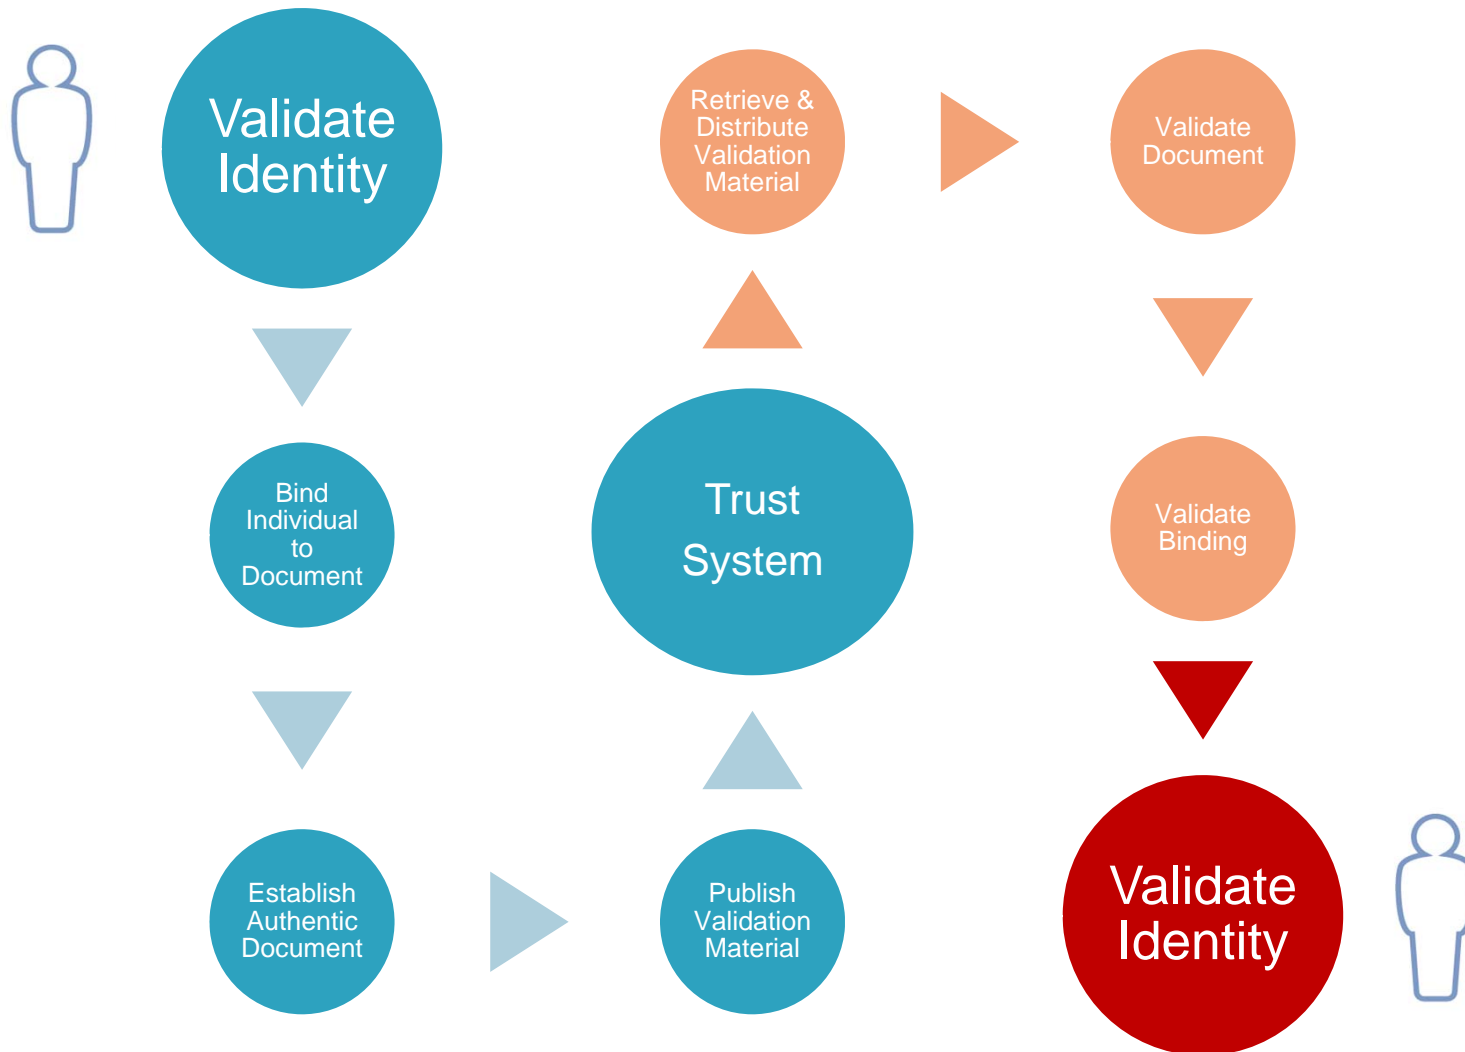 Validate
Identity
Bind
Individual
to
Document
Establish
Authentic
Document
Publish
Validation
Material
Trust
System
Retrieve &
Distribute
Validation
Material
Validate
Document
Validate
Binding
Validate
Identity